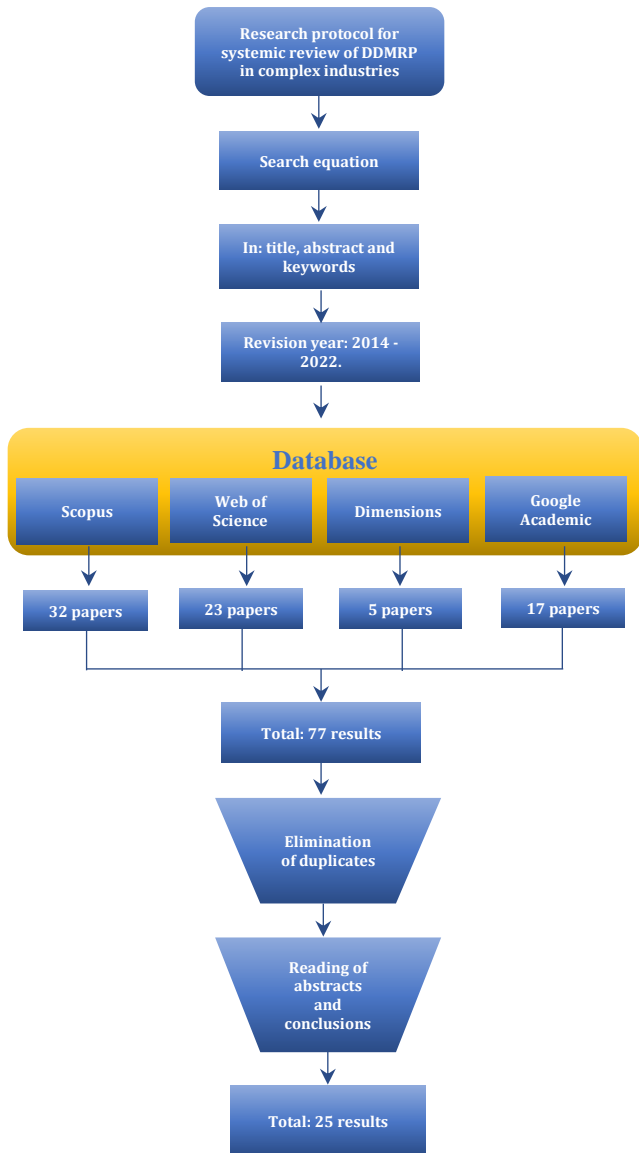 Research protocol for
systemic review of DDMRP
in complex industries
Search equation
In: title, abstract and
keywords
Revision year: 2014 -
2022.
Database
Scopus
Web of
Science
Dimensions
Google
Academic
32 papers
23 papers
5 papers
17 papers
Total: 77 results
Elimination
of duplicates
Reading of
abstracts
and
conclusions
Total: 25 results